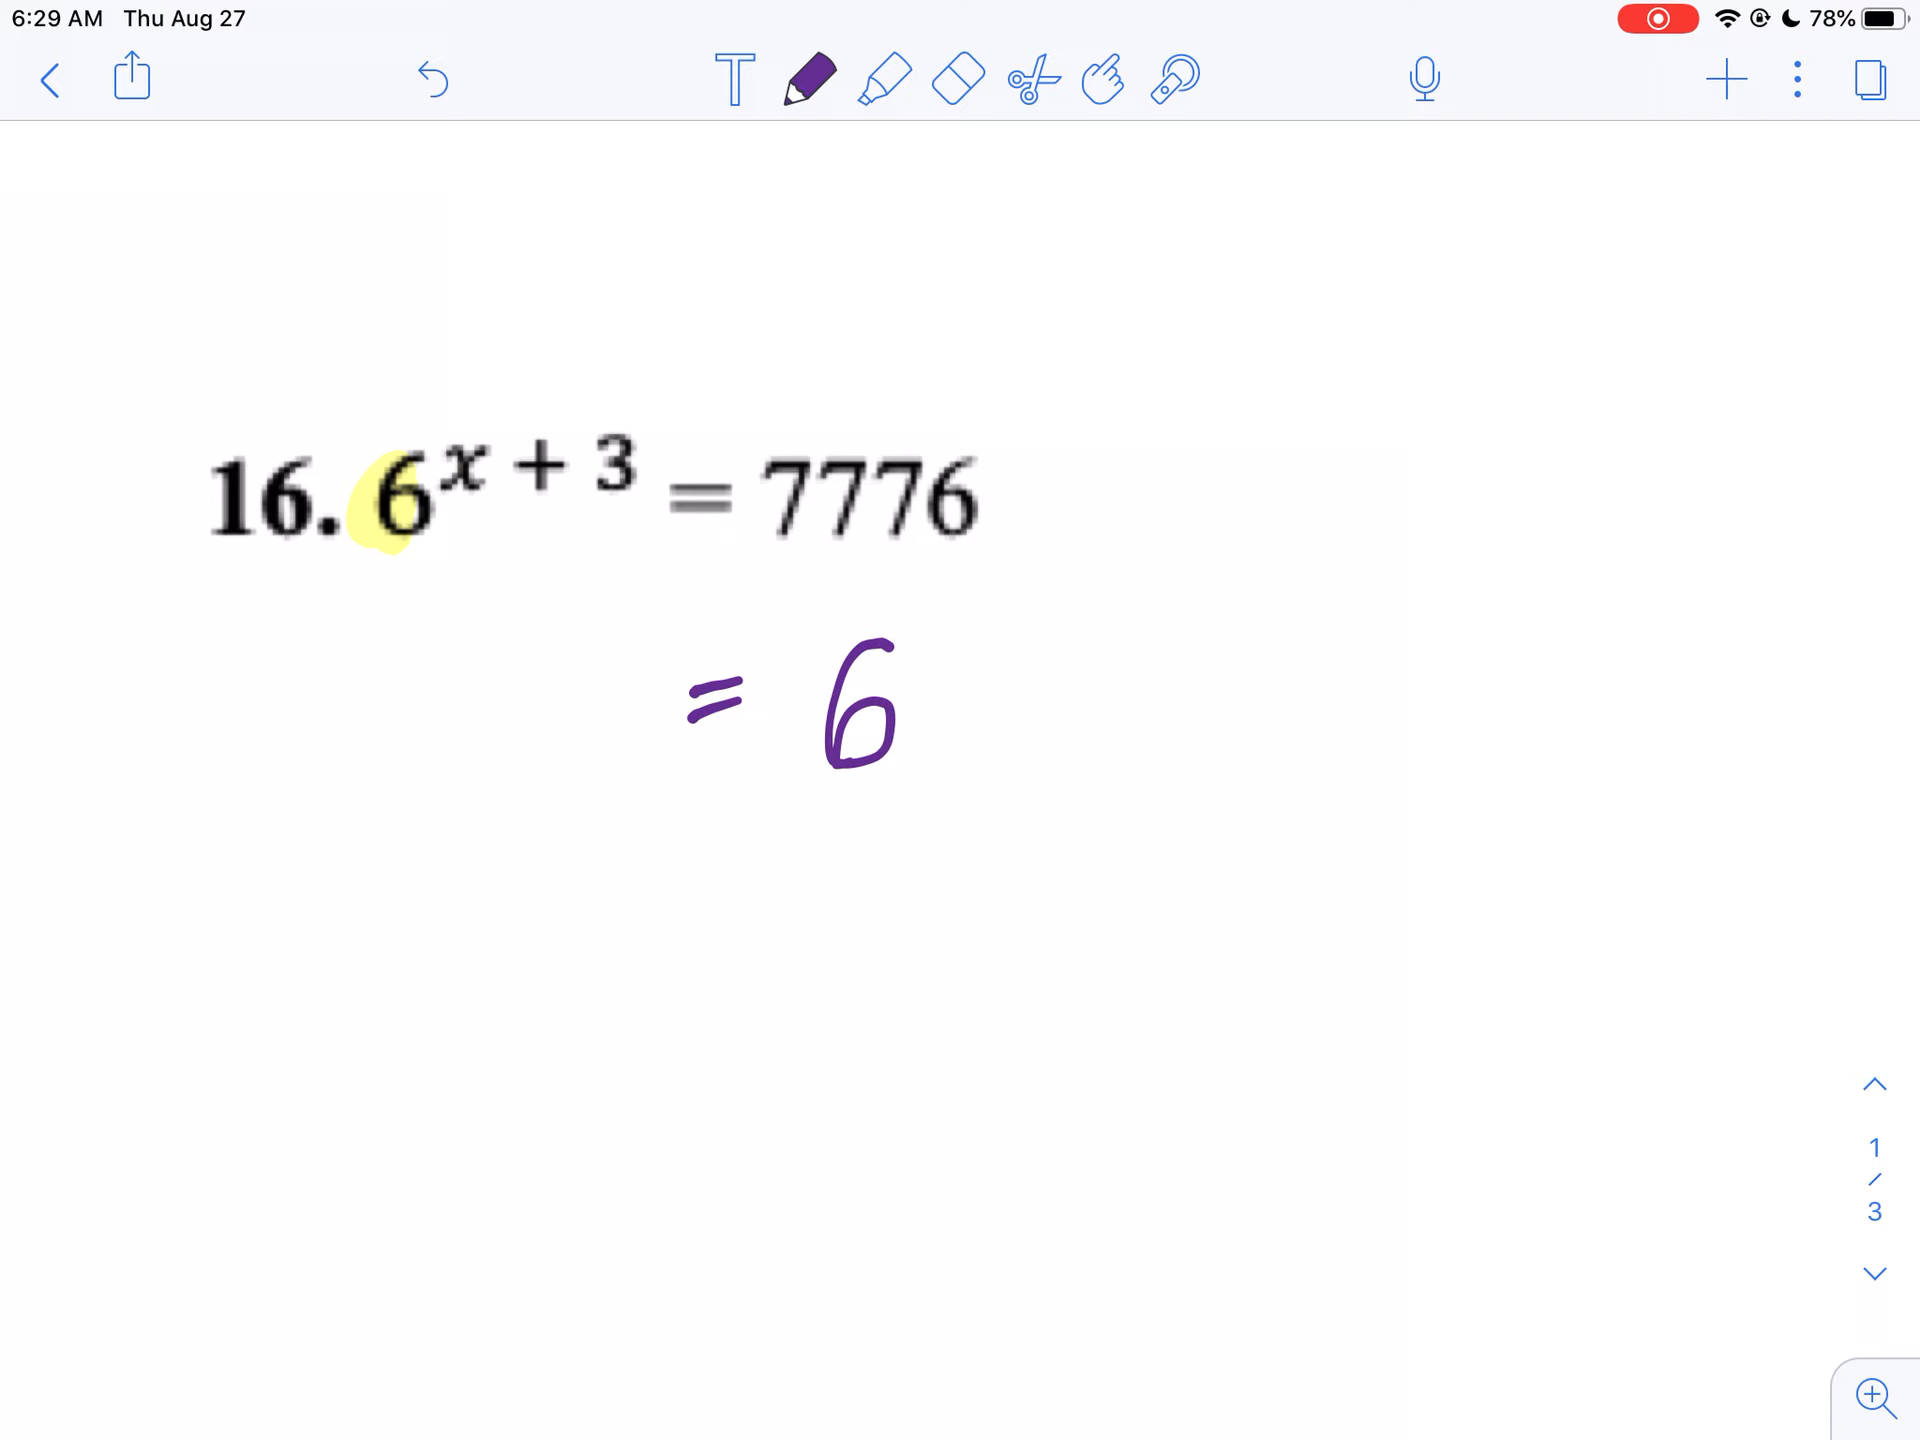 6:29 AM Thu Aug 27 78%
T
16. 6^{x + 3} = 7776
= 6
1
/
3